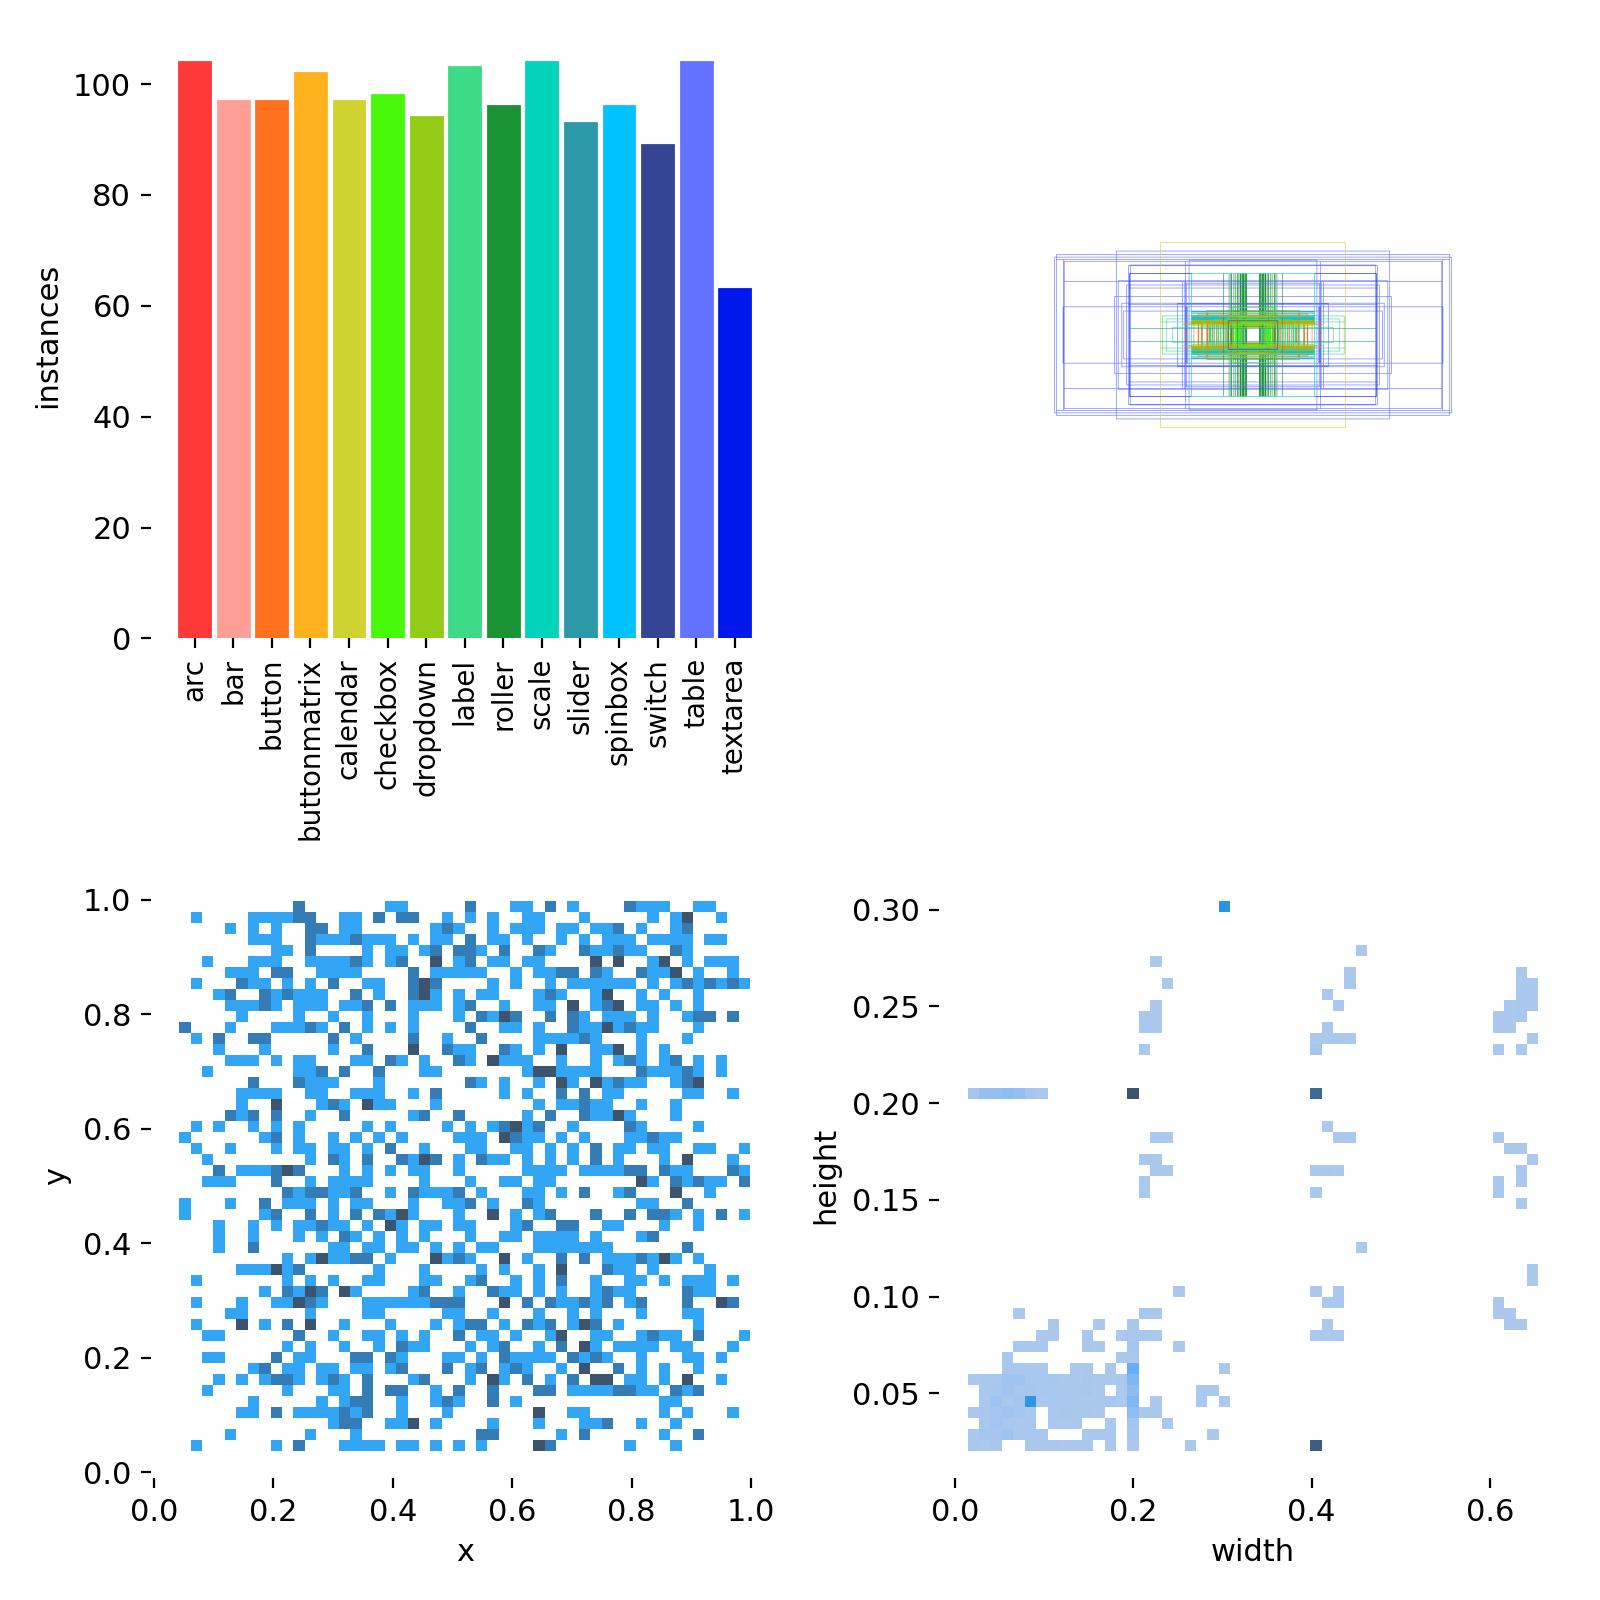 instances
100
80
60
40
20
0
arc
bar
button
buttonmatrix
calendar
checkbox
dropdown
label
roller
scale
slider
spinbox
switch
table
textarea
y
1.0
0.8
0.6
0.4
0.2
0.0
0.0 0.2 0.4 0.6 0.8 1.0
x
height
0.30
0.25
0.20
0.15
0.10
0.05
0.0 0.2 0.4 0.6
width